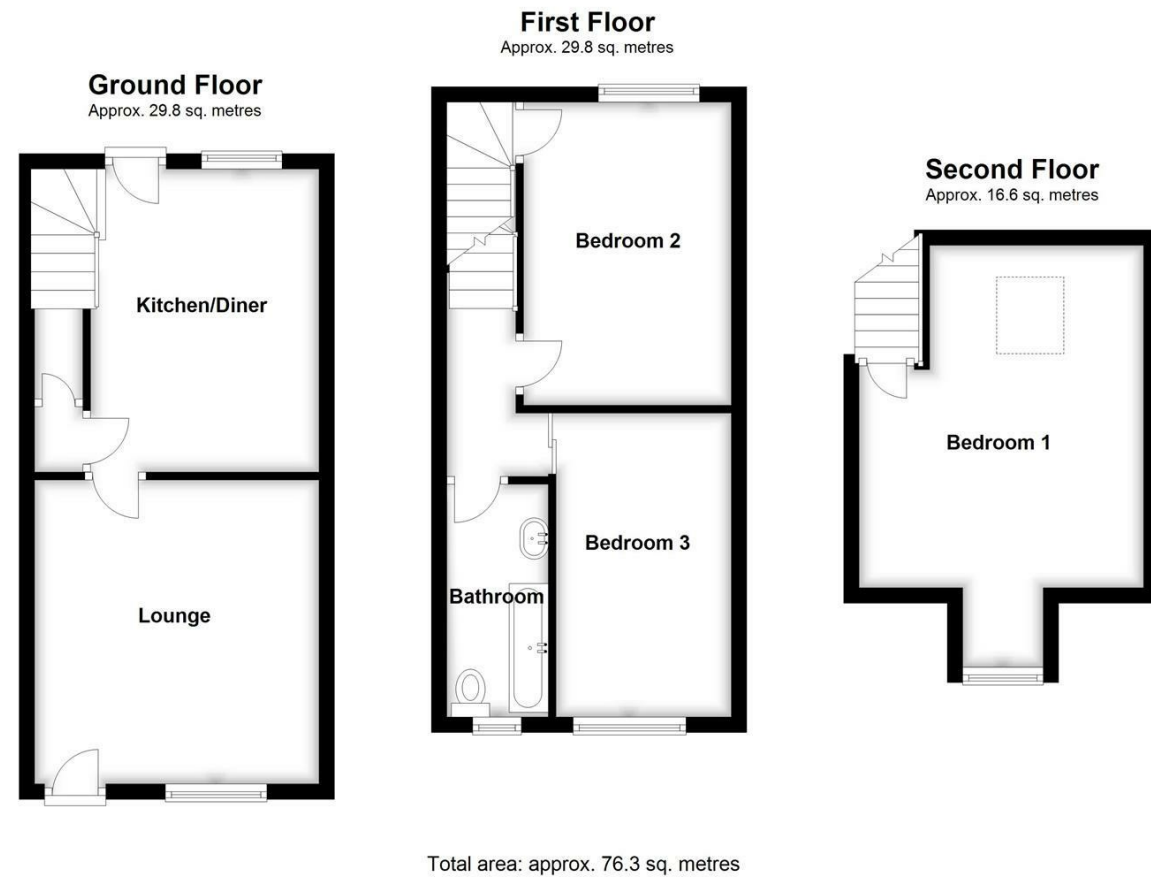 Ground Floor
Approx. 29.8 sq. metres
Kitchen/Diner
Lounge
First Floor
Approx. 29.8 sq. metres
Bedroom 2
Bedroom 3
Bathroom
Second Floor
Approx. 16.6 sq. metres
Bedroom 1
Total area: approx. 76.3 sq. metres